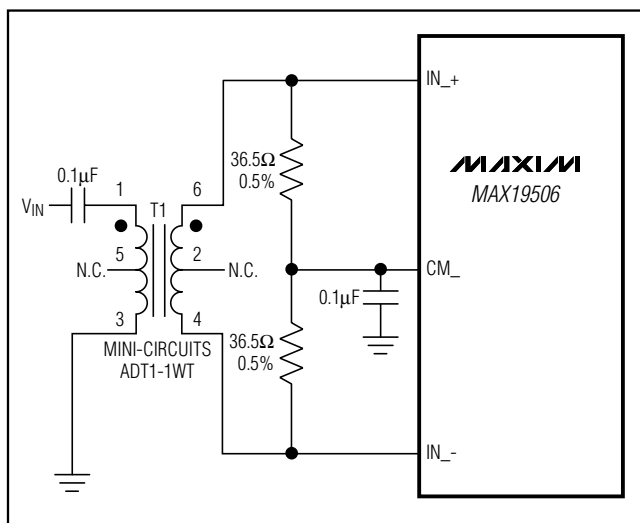 IN_+
36.5Ω
0.5%
MAXIM
MAX19506
0.1μF
1
6
T1
VIN
5
2
N.C.
N.C.
CM_
0.1μF
3
4
36.5Ω
0.5%
MINI-CIRCUITS
ADT1-1WT
IN_-